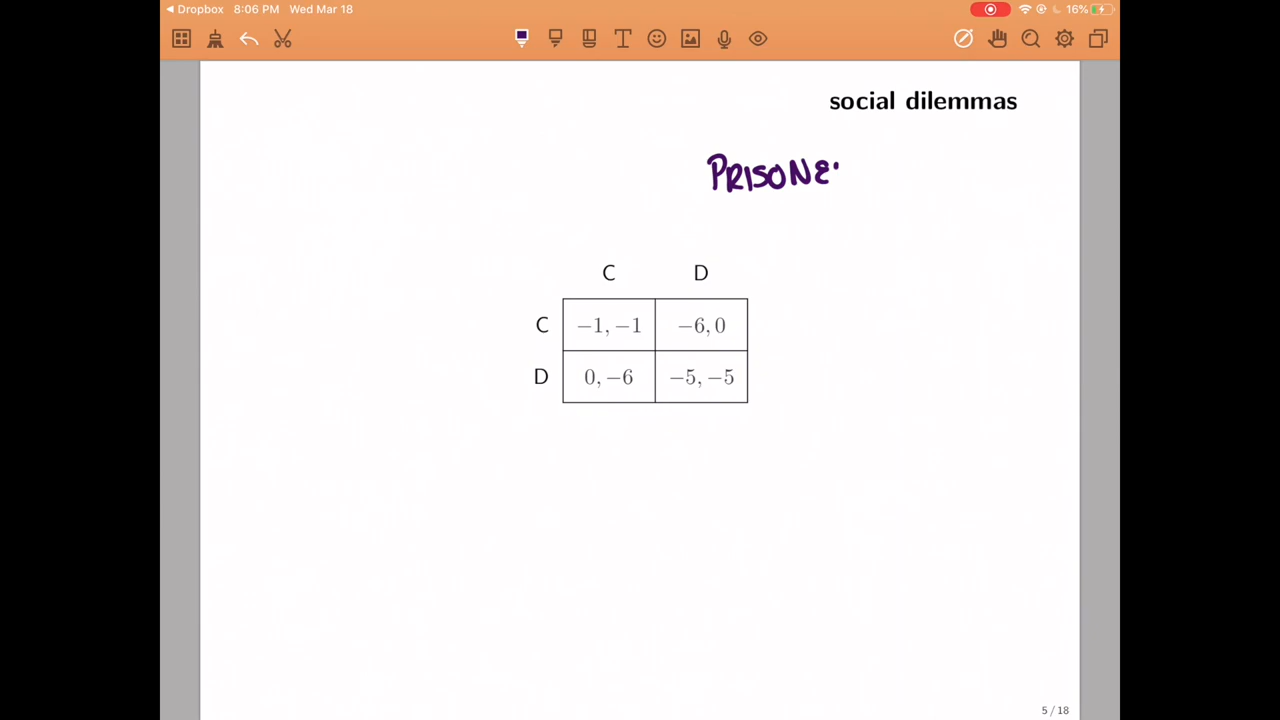 Dropbox 8:06 PM Wed Mar 18 16%
social dilemmas
PRISONE
C D
C −1, −1 −6, 0
D 0, −6 −5, −5
5 / 18